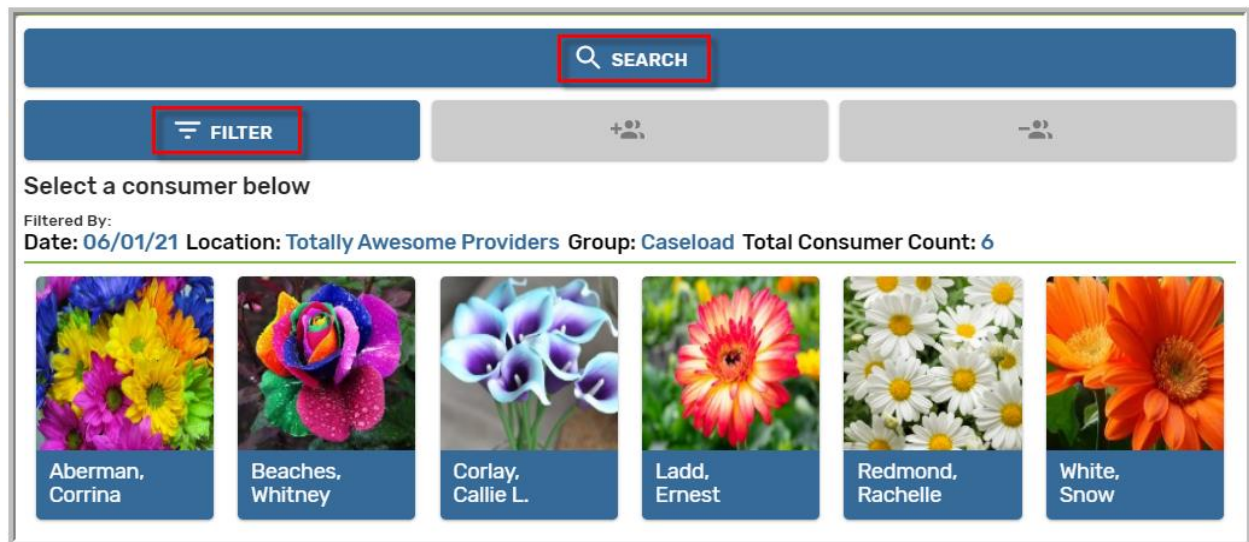 SEARCH
FILTER
Select a consumer below
Filtered By:
Date: 06/01/21 Location: Totally Awesome Providers Group: Caseload Total Consumer Count: 6
Aberman,
Corrina
Beaches,
Whitney
Corlay,
Callie L.
Ladd,
Ernest
Redmond,
Rachelle
White,
Snow